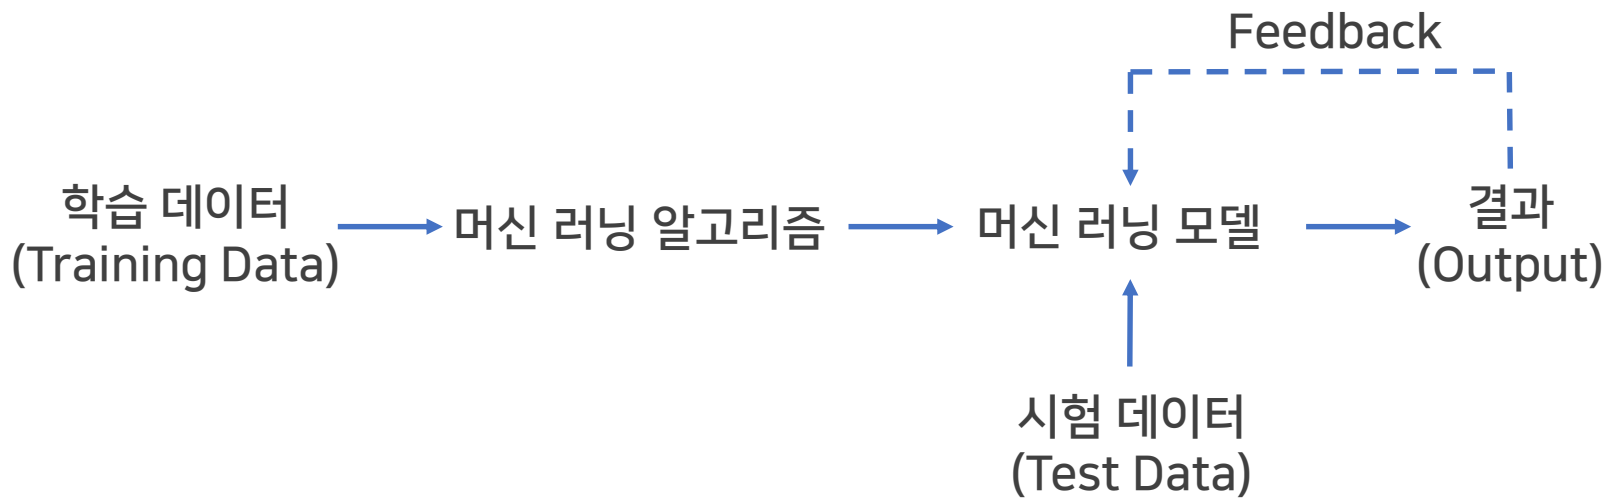 Feedback
학습 데이터
(Training Data)
머신 러닝 알고리즘
머신 러닝 모델
결과
(Output)
시험 데이터
(Test Data)